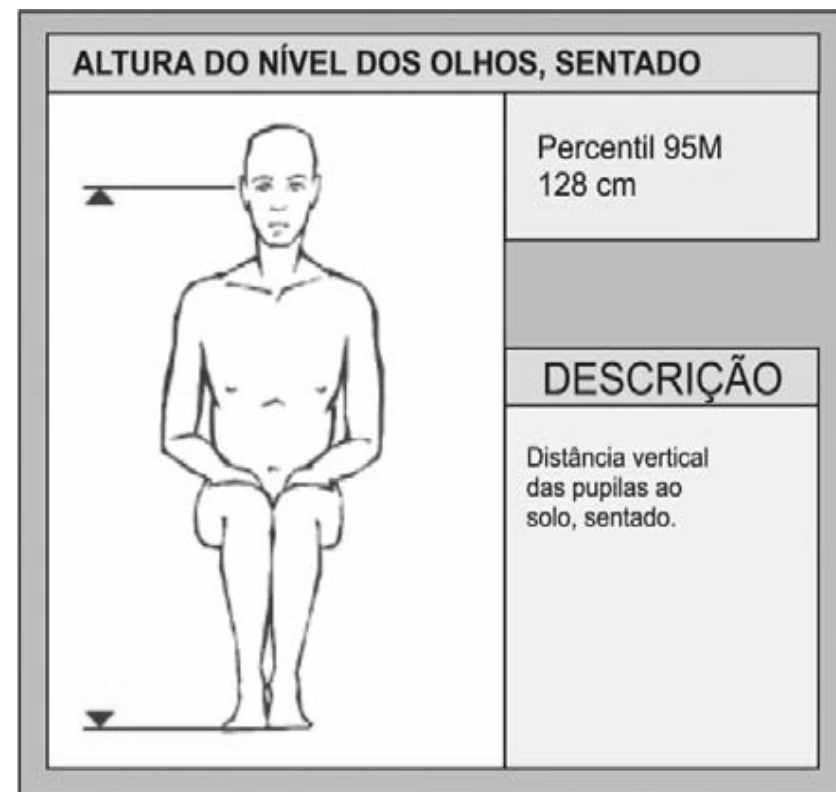 ALTURA DO NÍVEL DOS OLHOS, SENTADO
Percentil 95M
128 cm
DESCRIÇÃO
Distância vertical
das pupilas ao
solo, sentado.